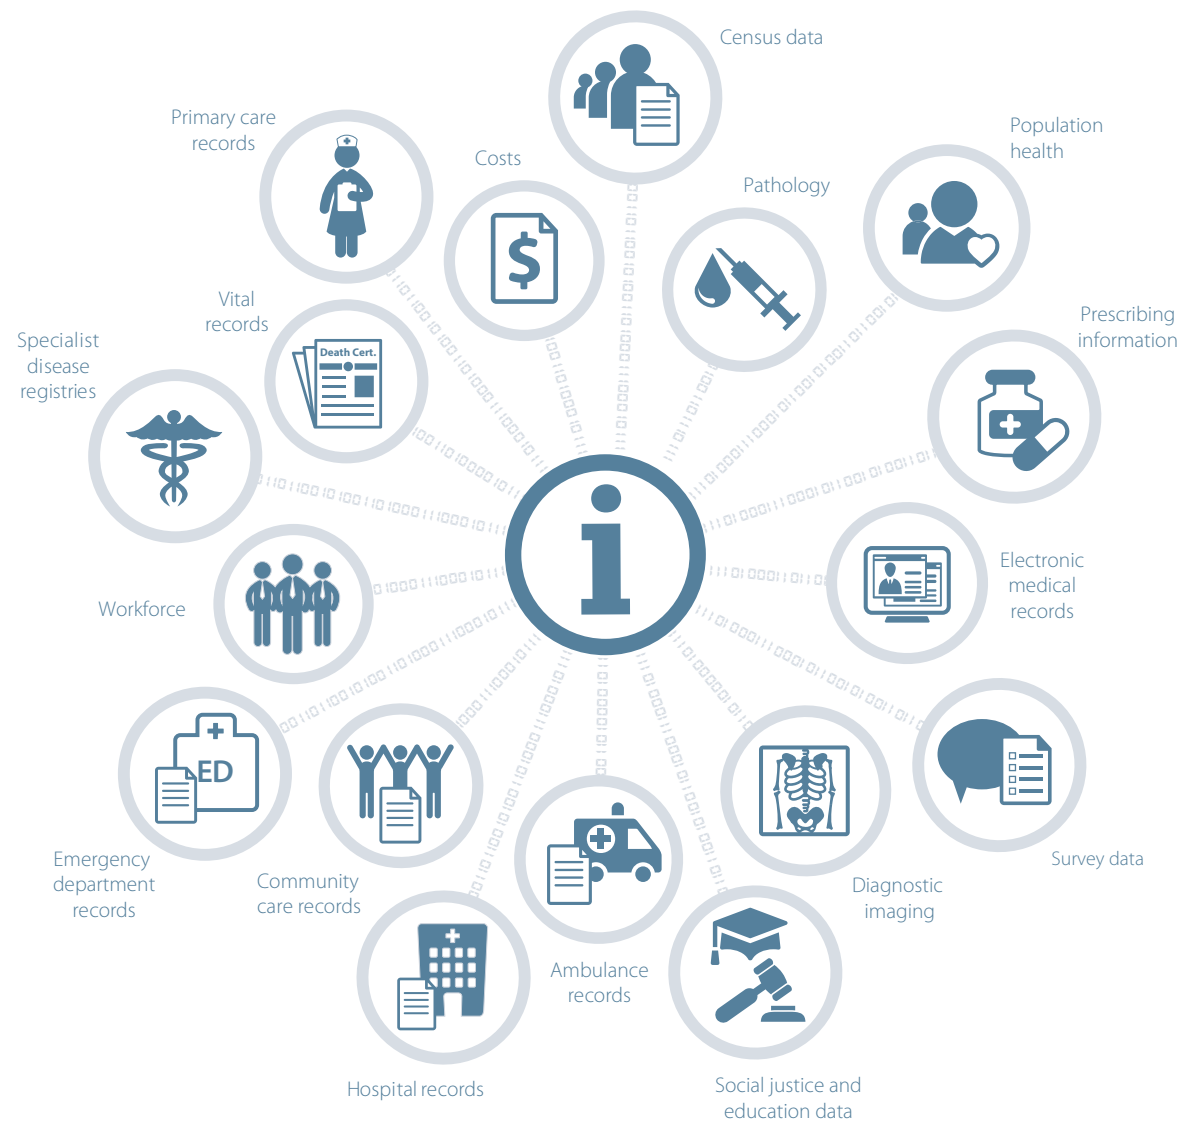 Census data
Primary care
records
Population
health
Costs
Pathology
Vital
records
Prescribing
information
Specialist
disease
registries
Death Cert.
$
i
Electronic
medical
records
Workforce
ED
Emergency
department
records
Community
care records
Survey data
Diagnostic
imaging
Ambulance
records
Hospital records
Social justice and
education data